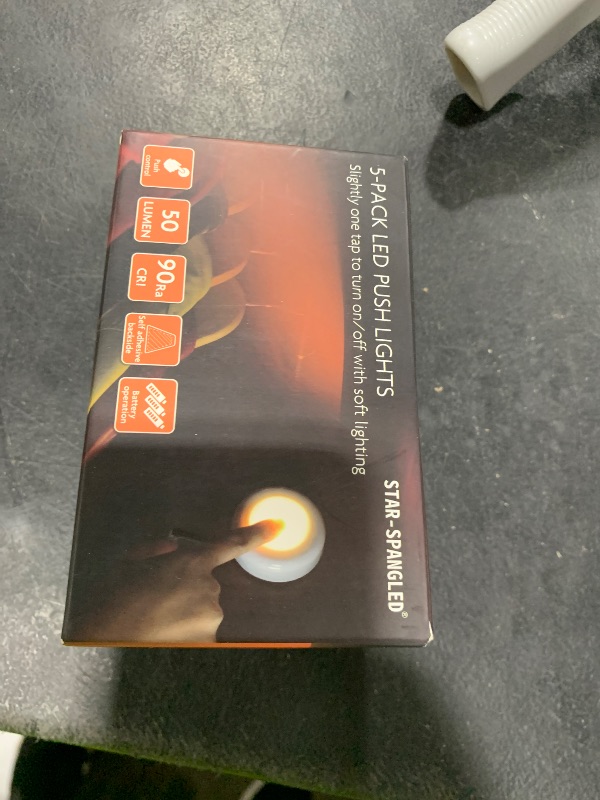 5-PACK LED PUSH LIGHTS
Slightly one tap to turn on/off with soft lighting
STAR-SPANGLED®
Push
control
50
LUMEN
90Ra
CRI
Self adhesive
backside
Battery
operation